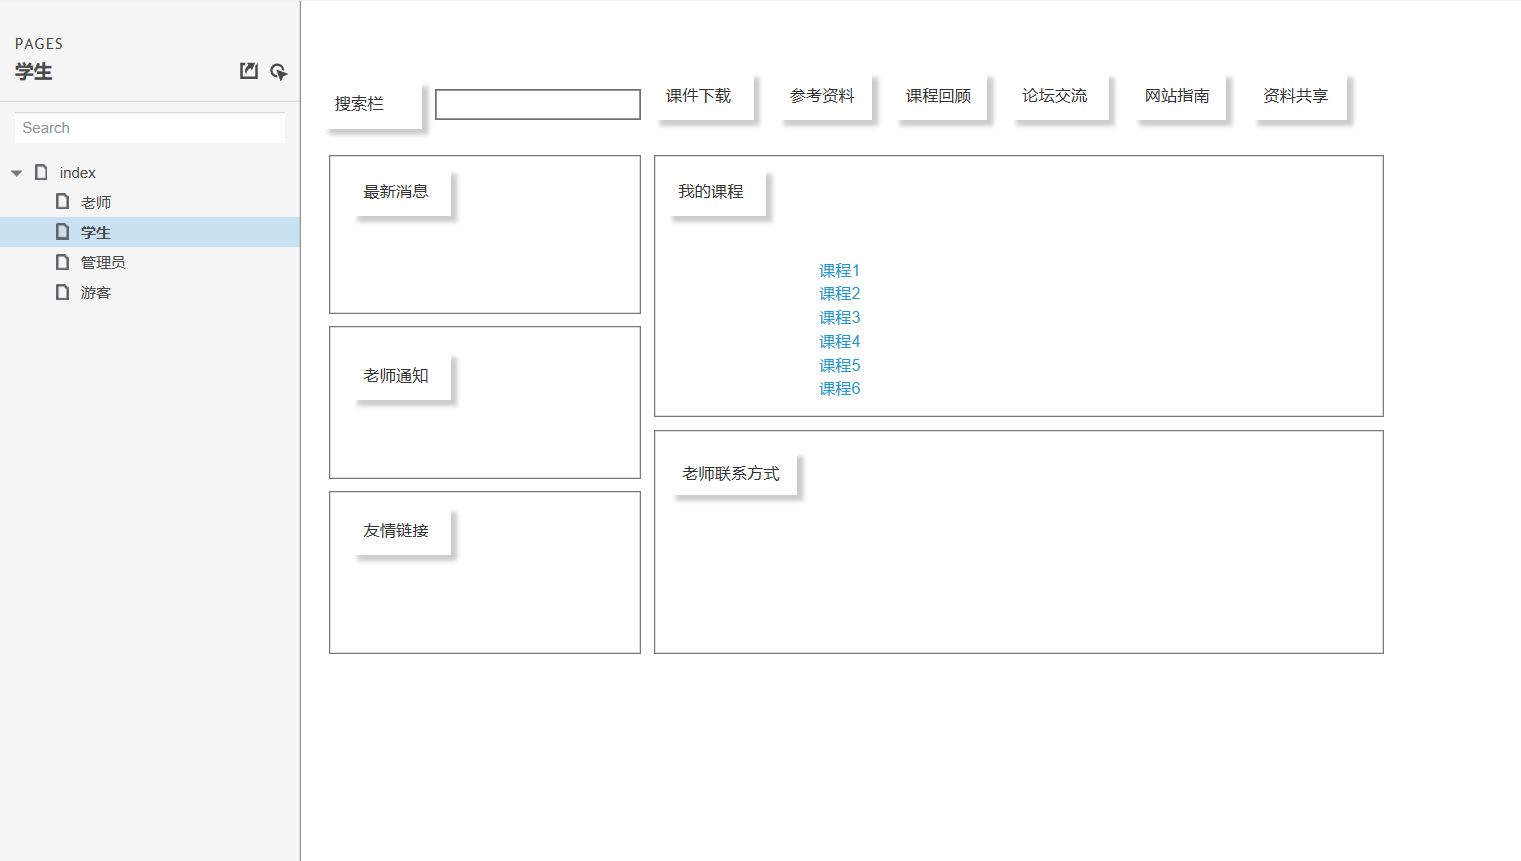 PAGES
学生
Search
index
老师
学生
管理员
游客
搜索栏
课件下载
参考资料
课程回顾
论坛交流
网站指南
资料共享
最新消息
老师通知
友情链接
我的课程
课程1
课程2
课程3
课程4
课程5
课程6
老师联系方式